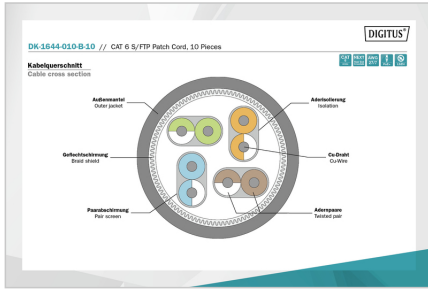 DIGITUS®
DK-1644-010-B-10 // CAT 6 S/FTP Patch Cord, 10 Pieces
Kabelquerschnitt
Cable cross section
Außenmantel
Outer jacket
Aderisolierung
Isolation
Geflechtschirmung
Braid shield
Cu-Draht
Cu-Wire
Paarabschirmung
Pair screen
Adernpaare
Twisted pair